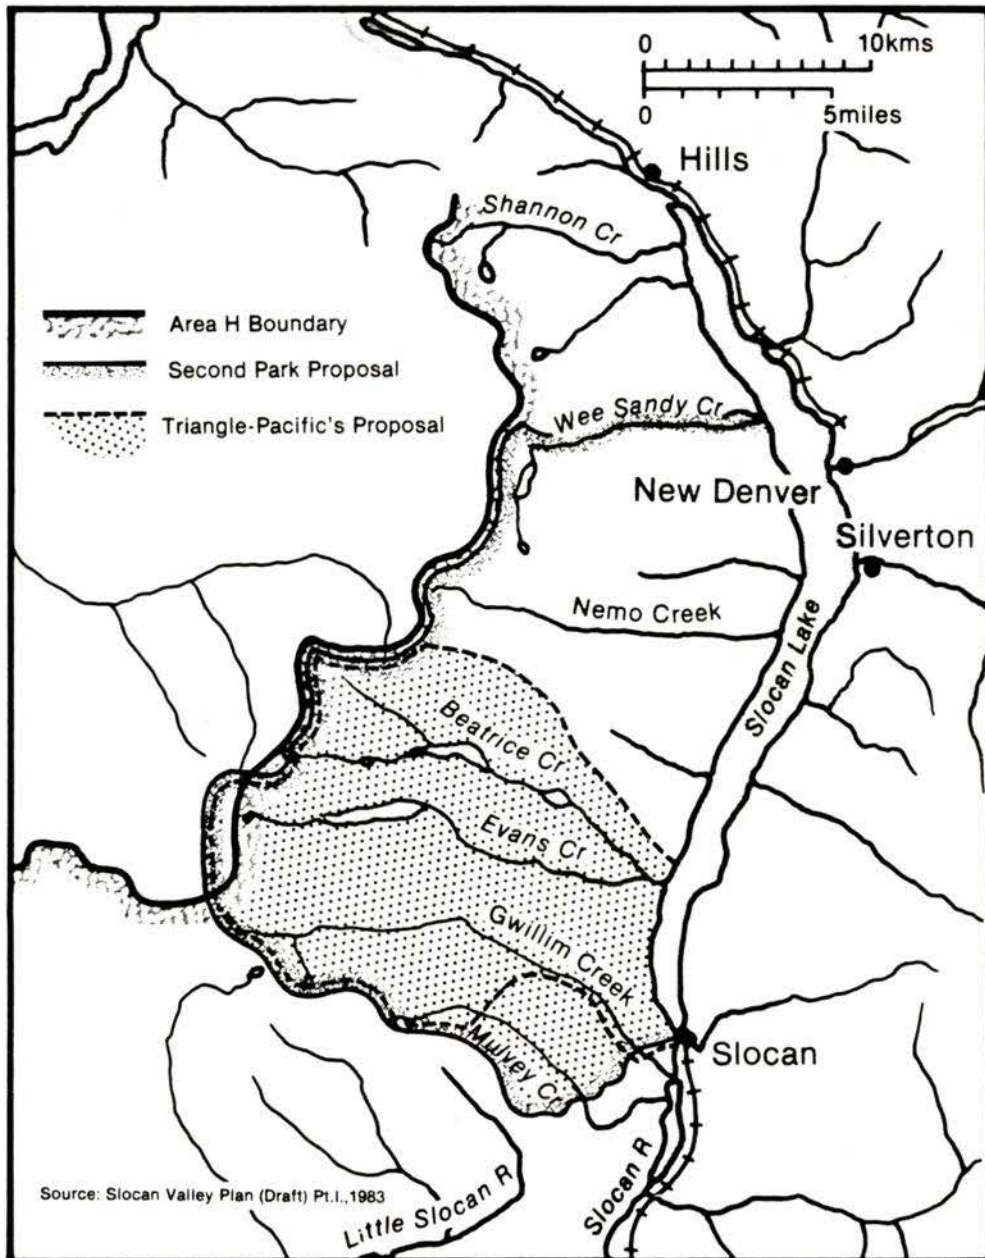 0 10kms
0 5miles
Hills
Shannon Cr
Area H Boundary
Second Park Proposal
Triangle-Pacific's Proposal
Wee Sandy Cr
New Denver
Silverton
Nemo Creek
Slocan Lake
Beatrice Cr
Evans Cr
Gwillim Creek
Mulvey Cr
Slocan
Slocan R
Little Slocan R
Source: Slocan Valley Plan (Draft) Pt.I.,1983